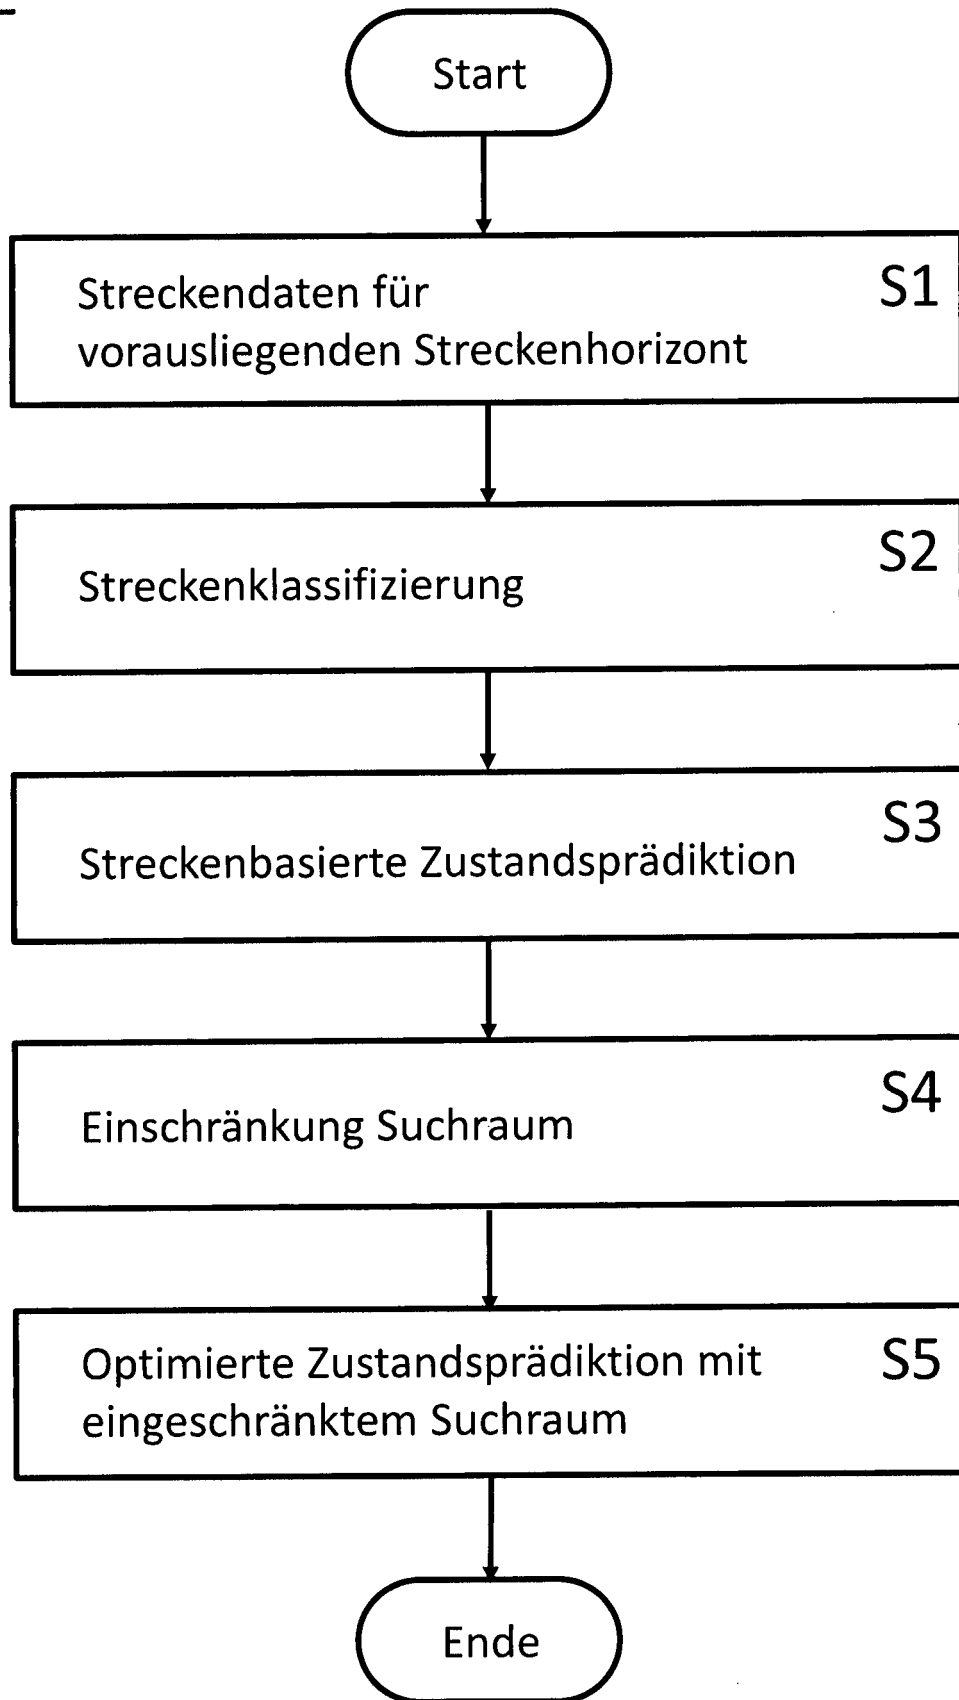 Start
S1
Streckendaten für
vorausliegenden Streckenhorizont
S2
Streckenklassifizierung
S3
Streckenbasierte Zustandsprädiktion
S4
Einschränkung Suchraum
S5
Optimierte Zustandsprädiktion mit
eingeschränktem Suchraum
Ende